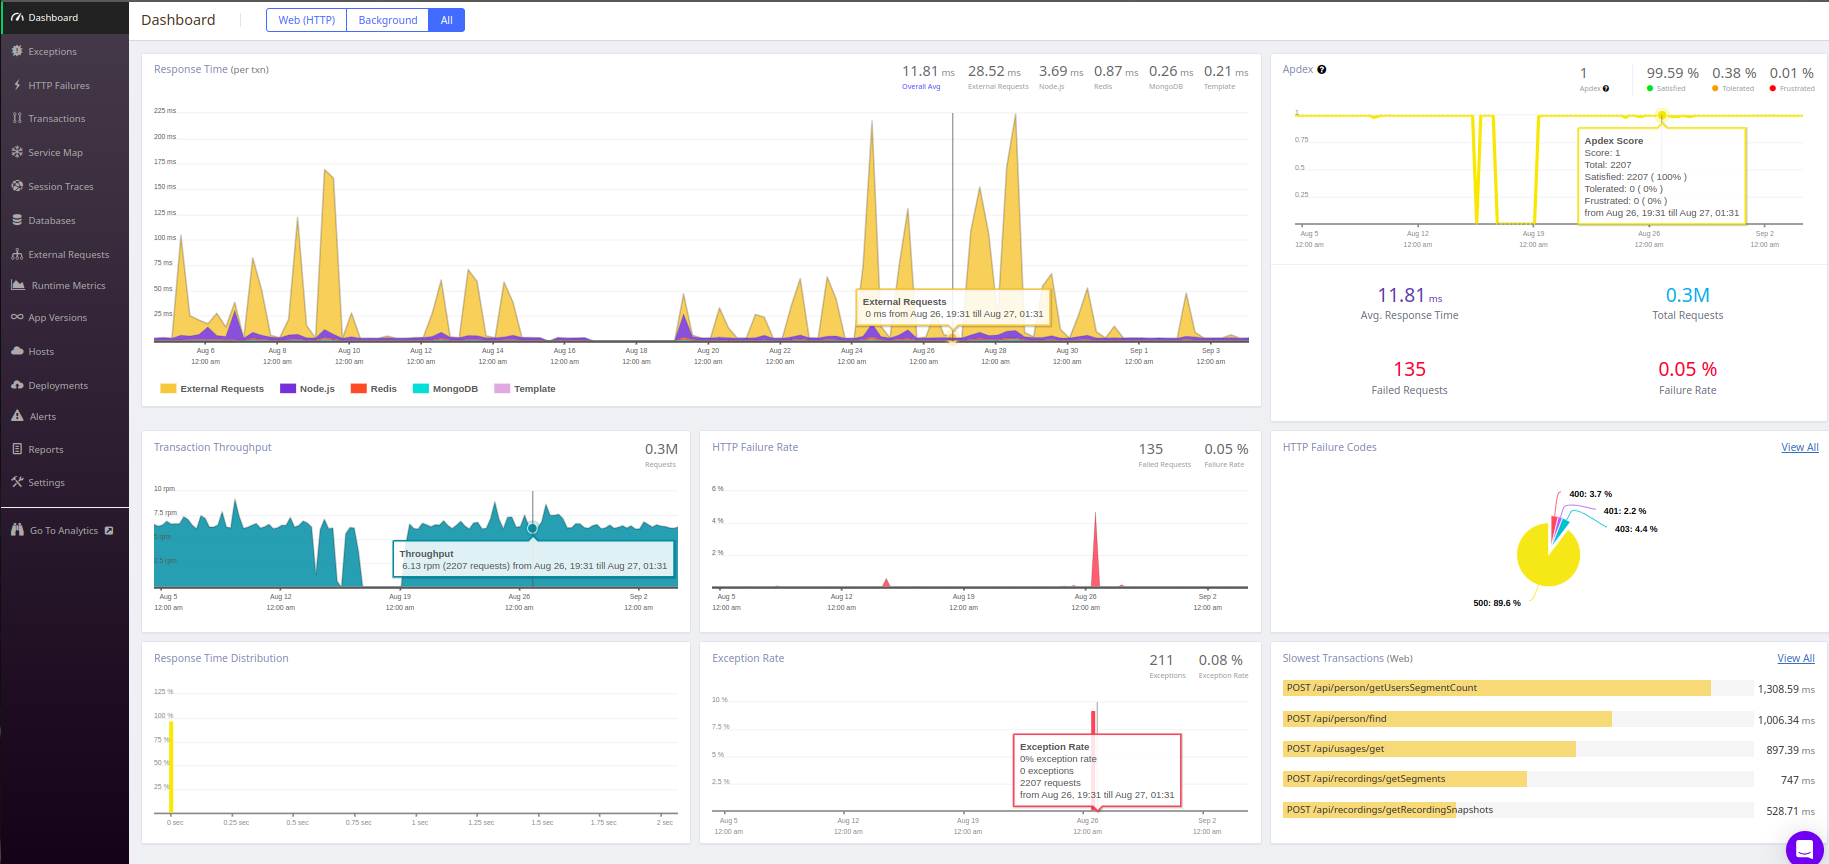 Dashboard
Exceptions
HTTP Failures
Transactions
Service Map
Session Traces
Databases
External Requests
Runtime Metrics
App Versions
Hosts
Deployments
Alerts
Reports
Settings
Go To Analytics
Dashboard
Web (HTTP) Background All
Response Time (per txn)
11.81 ms 28.52 ms 3.69 ms 0.87 ms 0.26 ms 0.21 ms
Overall Avg External Requests Node.js Redis MongoDB Template
225 ms
200 ms
175 ms
150 ms
125 ms
100 ms
75 ms
50 ms
25 ms
External Requests
0 ms from Aug 26, 19:31 till Aug 27, 01:31
Aug 6 Aug 8 Aug 10 Aug 12 Aug 14 Aug 16 Aug 18 Aug 20 Aug 22 Aug 24 Aug 26 Aug 28 Aug 30 Sep 1 Sep 3
12:00 am 12:00 am 12:00 am 12:00 am 12:00 am 12:00 am 12:00 am 12:00 am 12:00 am 12:00 am 12:00 am 12:00 am 12:00 am 12:00 am 12:00 am
External Requests Node.js Redis MongoDB Template
Apdex ?
1 99.59 % 0.38 % 0.01 %
Apdex ? Satisfied Tolerated Frustrated
1
0.75
0.5
0.25
Apdex Score
Score: 1
Total: 2207
Satisfied: 2207 ( 100% )
Tolerated: 0 ( 0% )
Frustrated: 0 ( 0% )
from Aug 26, 19:31 till Aug 27, 01:31
Aug 5 Aug 12 Aug 19 Aug 26 Sep 2
12:00 am 12:00 am 12:00 am 12:00 am 12:00 am
11.81 ms 0.3M
Avg. Response Time Total Requests
135 0.05 %
Failed Requests Failure Rate
Transaction Throughput
0.3M
Requests
10 rpm
7.5 rpm
5 rpm
2.5 rpm
Throughput
6.13 rpm (2207 requests) from Aug 26, 19:31 till Aug 27, 01:31
Aug 5 Aug 12 Aug 19 Aug 26 Sep 2
12:00 am 12:00 am 12:00 am 12:00 am 12:00 am
HTTP Failure Rate
135 0.05 %
Failed Requests Failure Rate
6 %
4 %
2 %
Aug 5 Aug 12 Aug 19 Aug 26 Sep 2
12:00 am 12:00 am 12:00 am 12:00 am 12:00 am
HTTP Failure Codes View All
400: 3.7 %
401: 2.2 %
403: 4.4 %
500: 89.6 %
Response Time Distribution
125 %
100 %
75 %
50 %
25 %
0 sec 0.25 sec 0.5 sec 0.75 sec 1 sec 1.25 sec 1.5 sec 1.75 sec 2 sec
Exception Rate
211 0.08 %
Exceptions Exception Rate
10 %
7.5 %
5 %
2.5 %
Exception Rate
0% exception rate
0 exceptions
2207 requests
from Aug 26, 19:31 till Aug 27, 01:31
Aug 5 Aug 12 Aug 19 Aug 26 Sep 2
12:00 am 12:00 am 12:00 am 12:00 am 12:00 am
Slowest Transactions (Web) View All
POST /api/person/getUsersSegmentCount 1,308.59 ms
POST /api/person/find 1,006.34 ms
POST /api/usages/get 897.39 ms
POST /api/recordings/getSegments 747 ms
POST /api/recordings/getRecordingSnapshots 528.71 ms